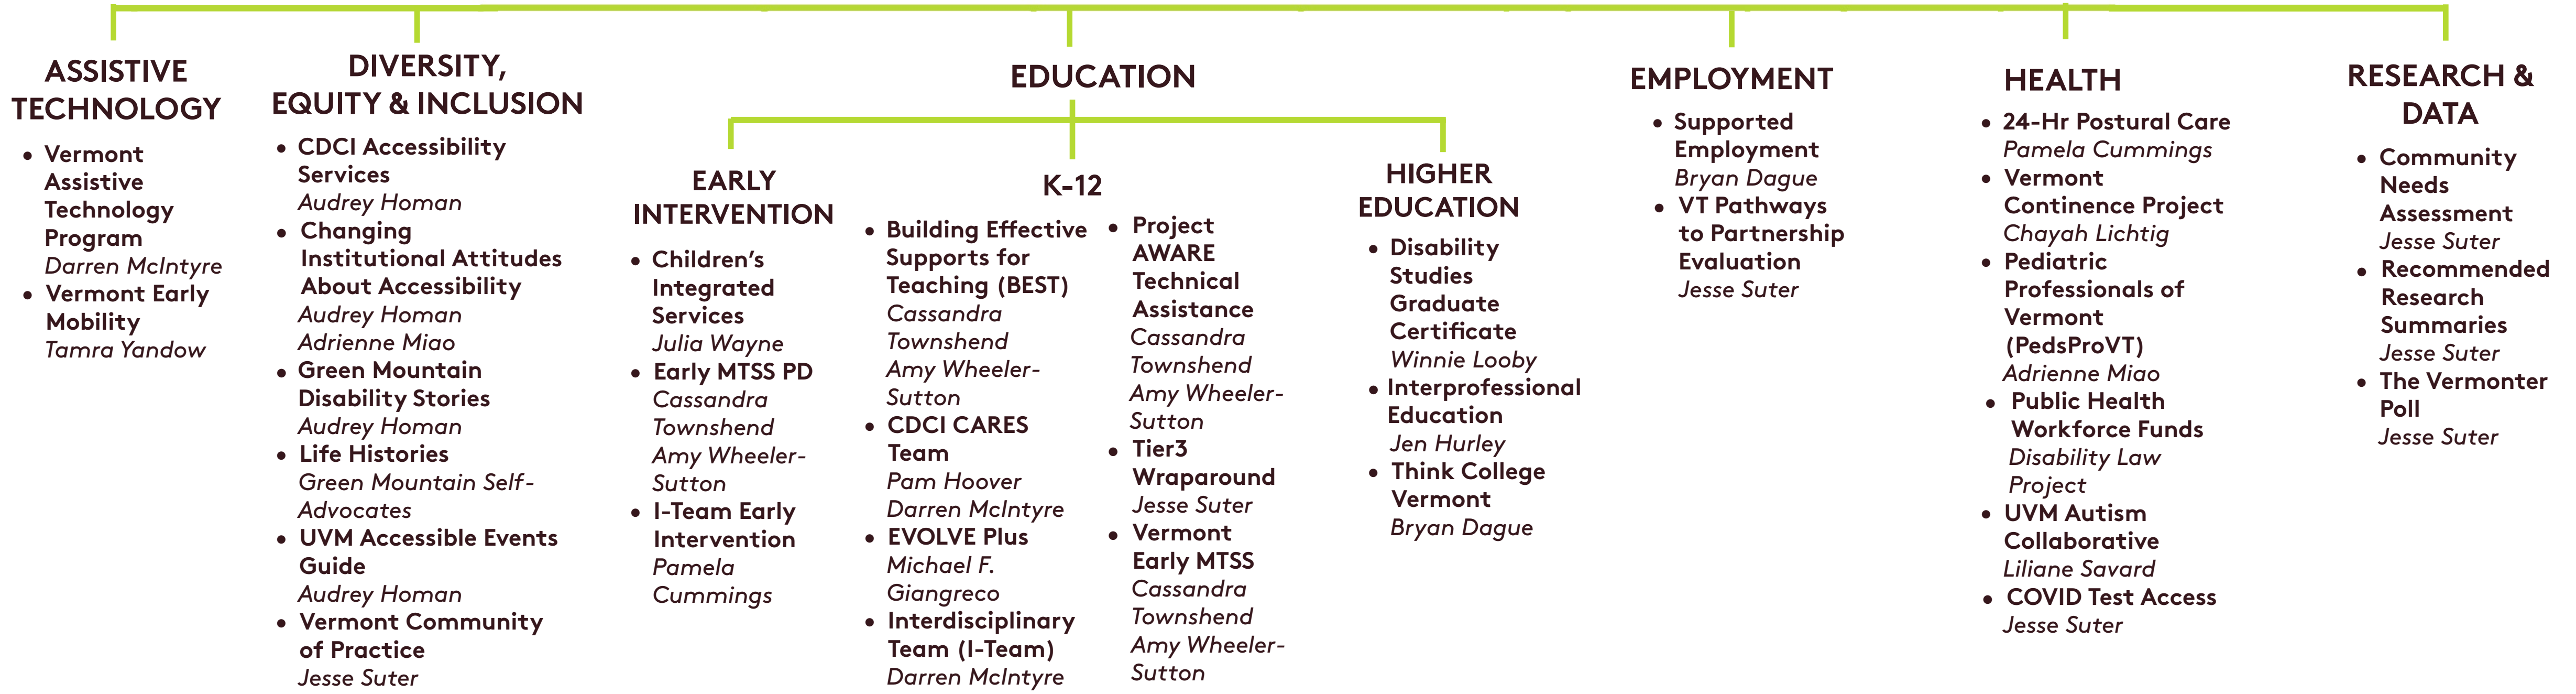 ASSISTIVE
TECHNOLOGY
• Vermont
Assistive
Technology
Program
Darren McIntyre
• Vermont Early
Mobility
Tamra Yandow
DIVERSITY,
EQUITY & INCLUSION
• CDCI Accessibility
Services
Audrey Homan
• Changing
Institutional Attitudes
About Accessibility
Audrey Homan
Adrienne Miao
• Green Mountain
Disability Stories
Audrey Homan
• Life Histories
Green Mountain Self-
Advocates
• UVM Accessible Events
Guide
Audrey Homan
• Vermont Community
of Practice
Jesse Suter
EDUCATION
EARLY
INTERVENTION
• Children's
Integrated
Services
Julia Wayne
• Early MTSS PD
Cassandra
Townshend
Amy Wheeler-
Sutton
• I-Team Early
Intervention
Pamela
Cummings
K-12
• Building Effective
Supports for
Teaching (BEST)
Cassandra
Townshend
Amy Wheeler-
Sutton
• CDCI CARES
Team
Pam Hoover
Darren McIntyre
• EVOLVE Plus
Michael F.
Giangreco
• Interdisciplinary
Team (I-Team)
Darren McIntyre
• Project
AWARE
Technical
Assistance
Cassandra
Townshend
Amy Wheeler-
Sutton
• Tier3
Wraparound
Jesse Suter
• Vermont
Early MTSS
Cassandra
Townshend
Amy Wheeler-
Sutton
HIGHER
EDUCATION
• Disability
Studies
Graduate
Certificate
Winnie Looby
• Interprofessional
Education
Jen Hurley
• Think College
Vermont
Bryan Dague
EMPLOYMENT
• Supported
Employment
Bryan Dague
• VT Pathways
to Partnership
Evaluation
Jesse Suter
HEALTH
• 24-Hr Postural Care
Pamela Cummings
• Vermont
Continence Project
Chayah Lichtig
• Pediatric
Professionals of
Vermont
(PedsProVT)
Adrienne Miao
• Public Health
Workforce Funds
Disability Law
Project
• UVM Autism
Collaborative
Liliane Savard
• COVID Test Access
Jesse Suter
RESEARCH &
DATA
• Community
Needs
Assessment
Jesse Suter
• Recommended
Research
Summaries
Jesse Suter
• The Vermonter
Poll
Jesse Suter